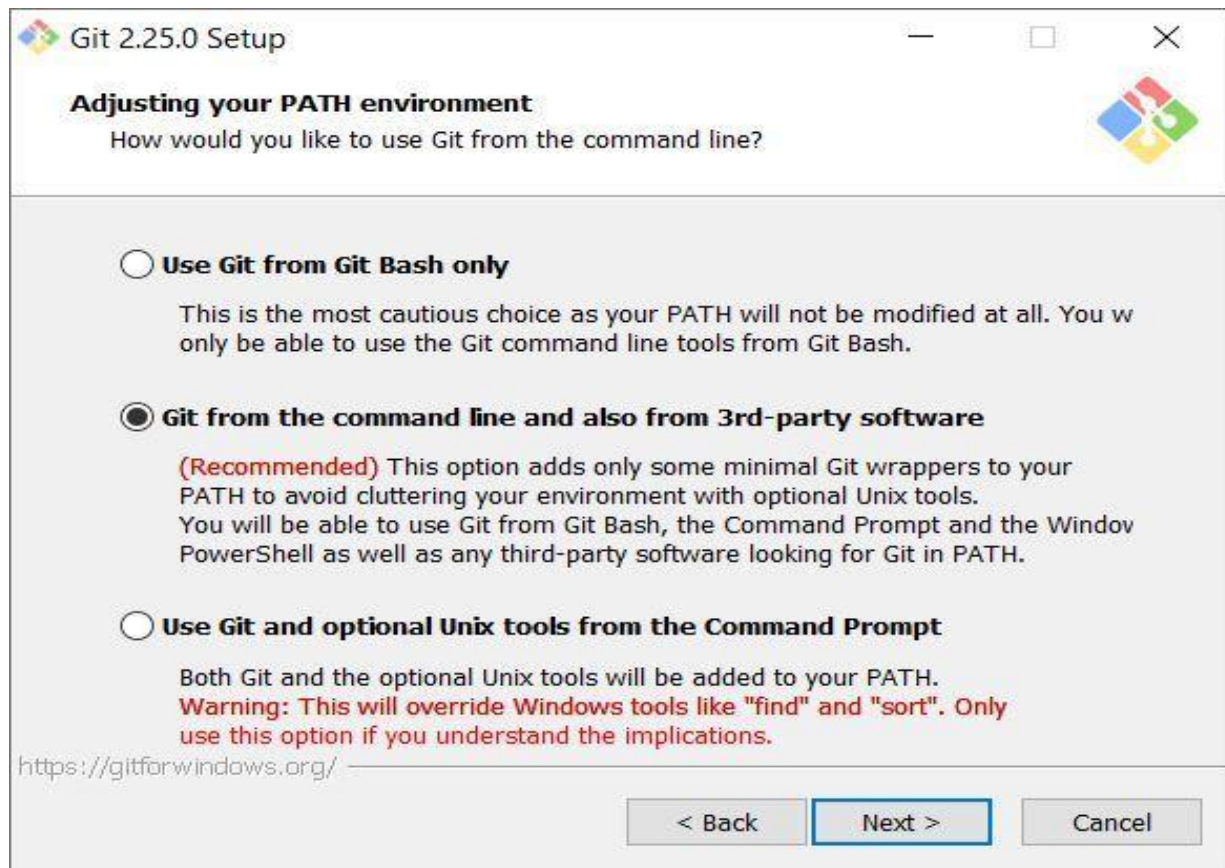 Git 2.25.0 Setup
Adjusting your PATH environment
How would you like to use Git from the command line?
Use Git from Git Bash only
This is the most cautious choice as your PATH will not be modified at all. You w
only be able to use the Git command line tools from Git Bash.
Git from the command line and also from 3rd-party software
(Recommended) This option adds only some minimal Git wrappers to your
PATH to avoid cluttering your environment with optional Unix tools.
You will be able to use Git from Git Bash, the Command Prompt and the Window
PowerShell as well as any third-party software looking for Git in PATH.
Use Git and optional Unix tools from the Command Prompt
Both Git and the optional Unix tools will be added to your PATH.
Warning: This will override Windows tools like "find" and "sort". Only
use this option if you understand the implications.
https://gitforwindows.org/
< Back Next > Cancel